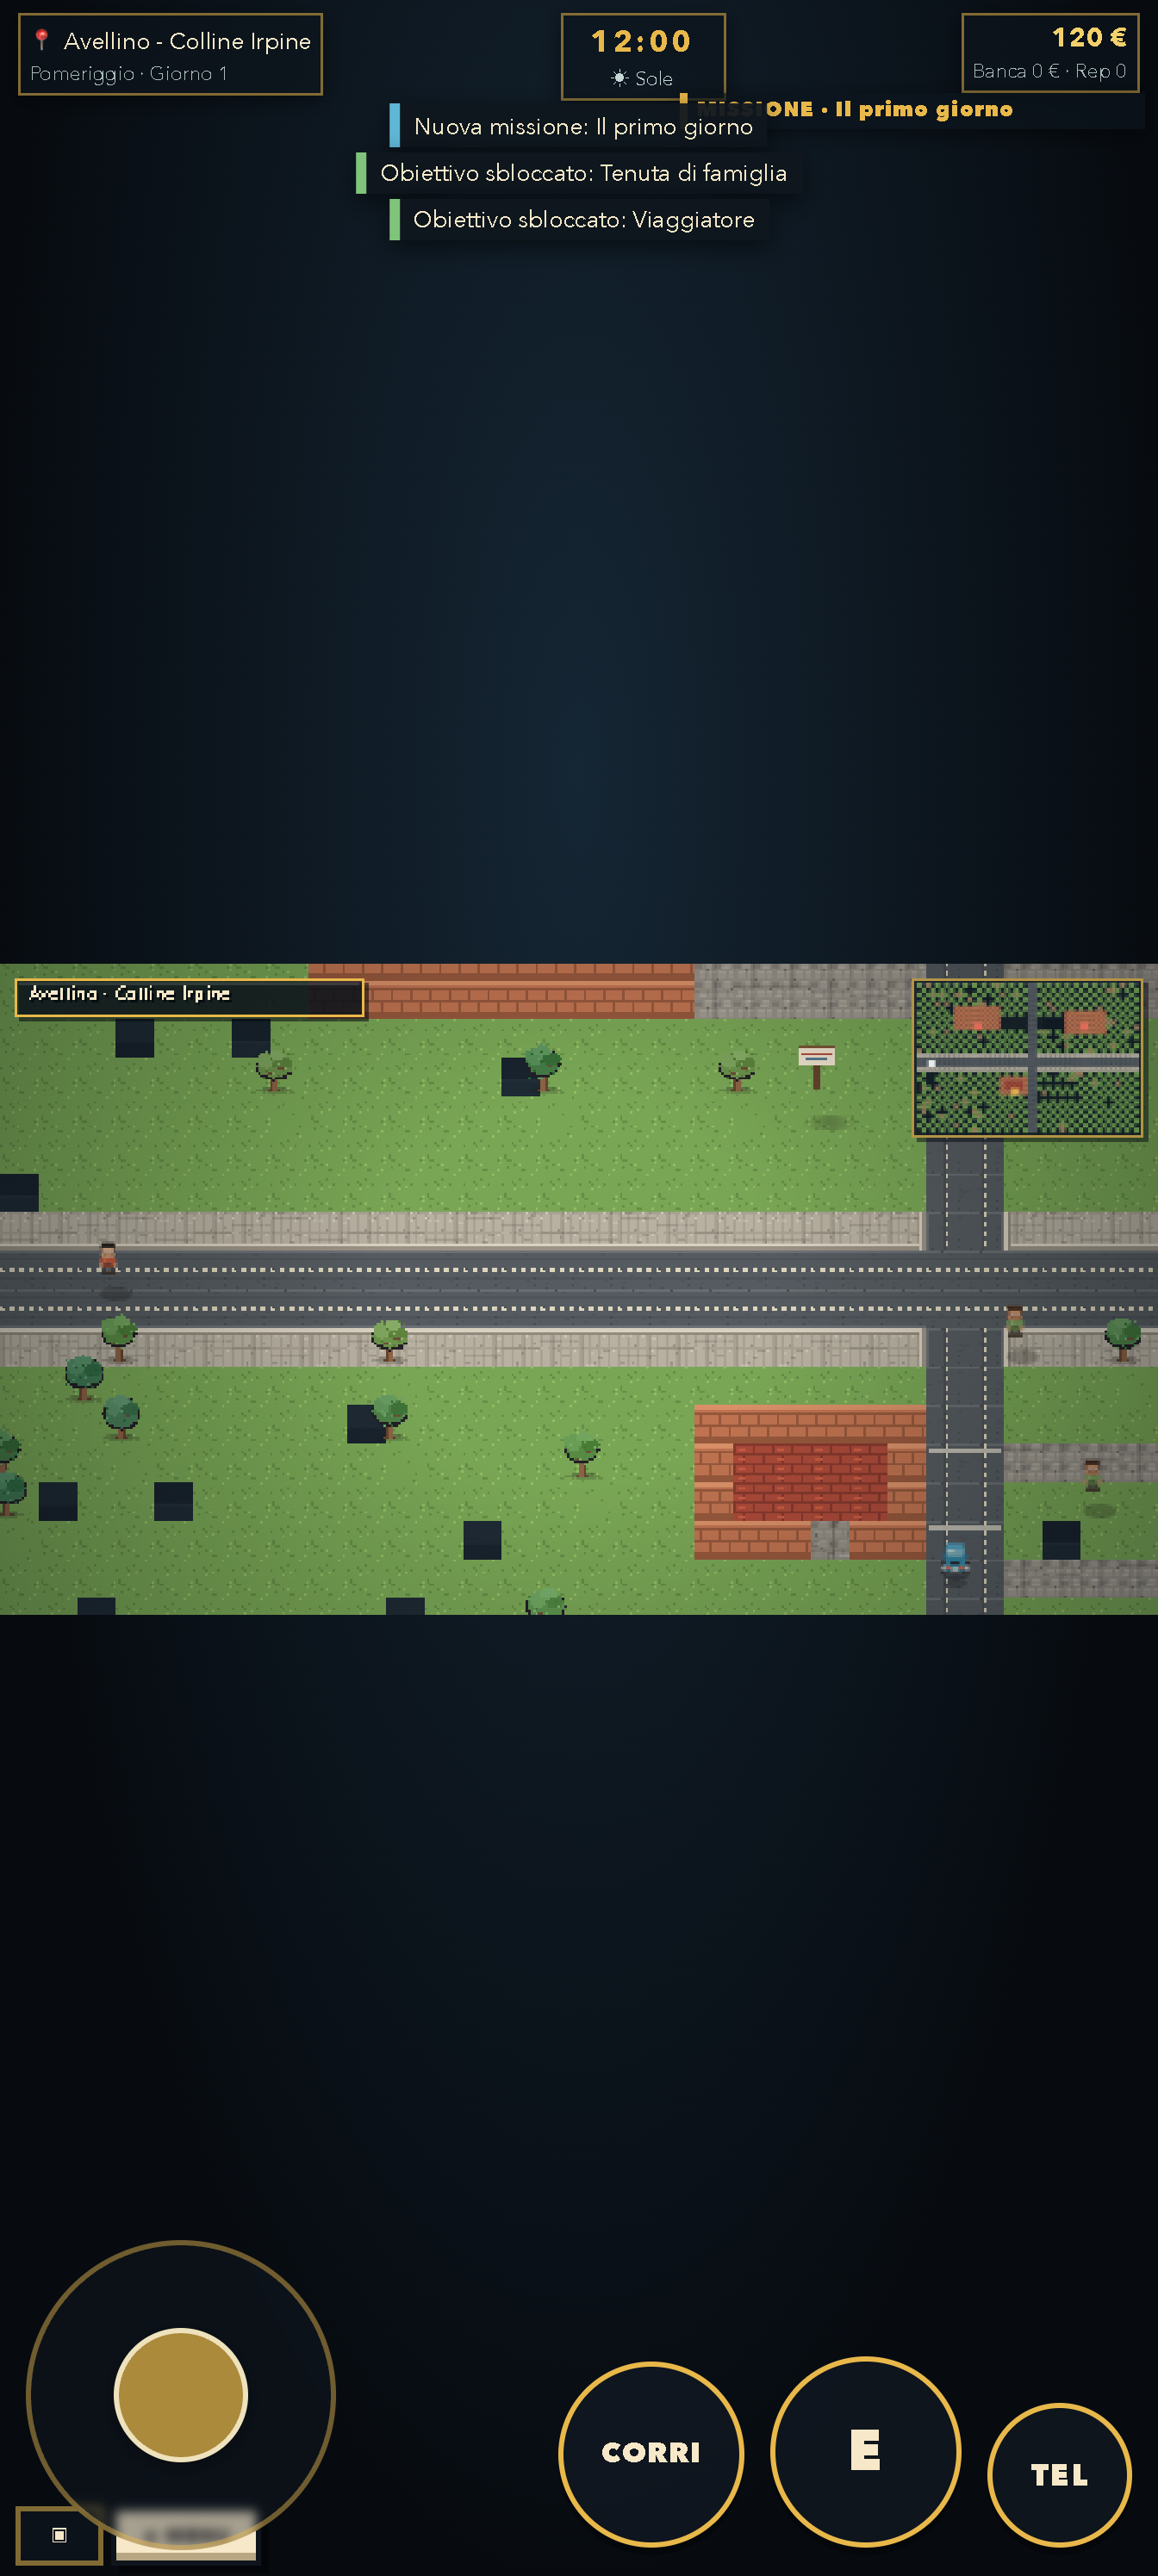 📍 Avellino - Colline Irpine
Pomeriggio · Giorno 1
12:00
☀ Sole
120 €
Banca 0 € · Rep 0
MISSIONE · Il primo giorno
Nuova missione: Il primo giorno
Obiettivo sbloccato: Tenuta di famiglia
Obiettivo sbloccato: Viaggiatore
Avellino - Colline Irpine
CORRI
E
TEL